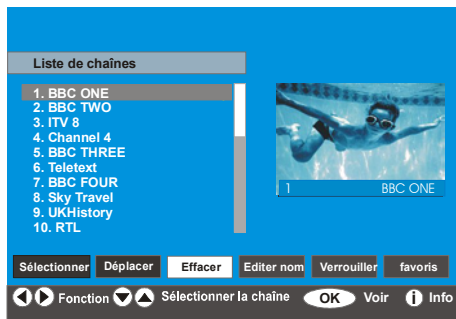 Liste de chaînes
1. BBC ONE
2. BBC TWO
3. ITV 8
4. Channel 4
5. BBC THREE
6. Teletext
7. BBC FOUR
8. Sky Travel
9. UKHistory
10. RTL
1 BBC ONE
Sélectionner Déplacer Effacer Editer nom Verrouiller favoris
Fonction Sélectionner la chaîne OK Voir i Info